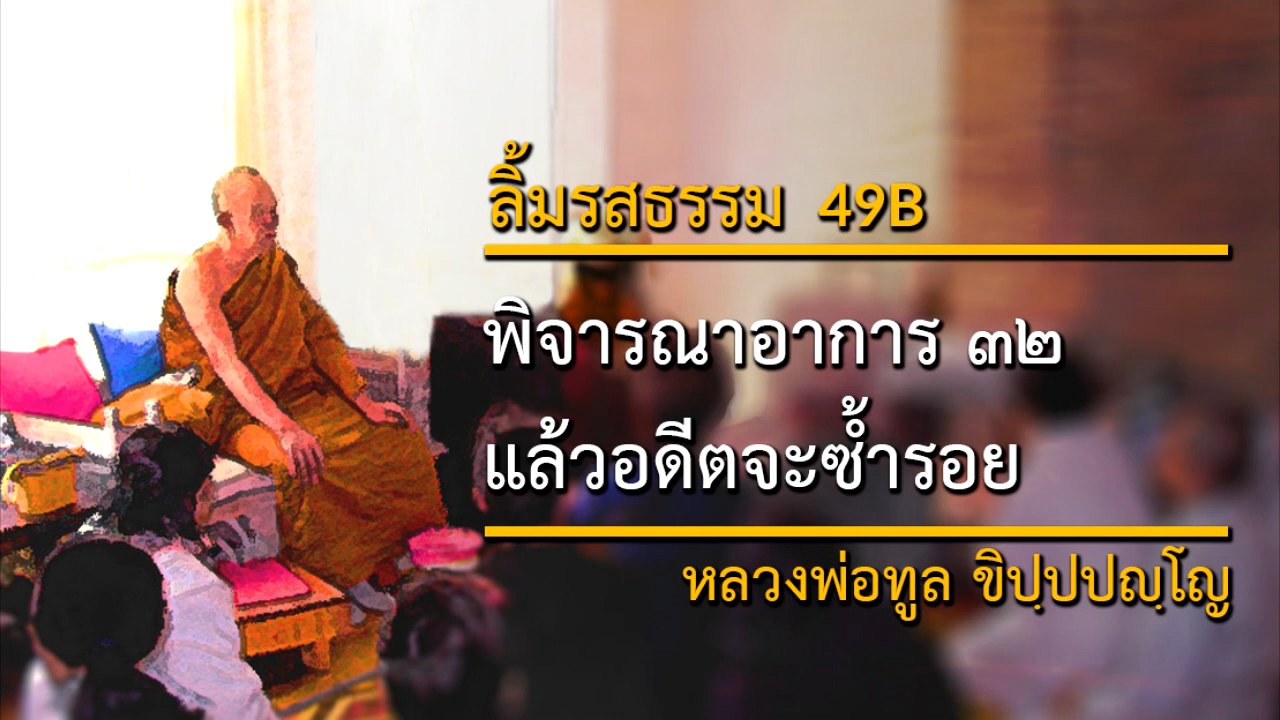 ลิ้มรสธรรม 49B
พิจารณาอาการ ๓๒
แล้วอดีตจะซ้ำรอย
หลวงพ่อทูล ขิปฺปปญฺโญ